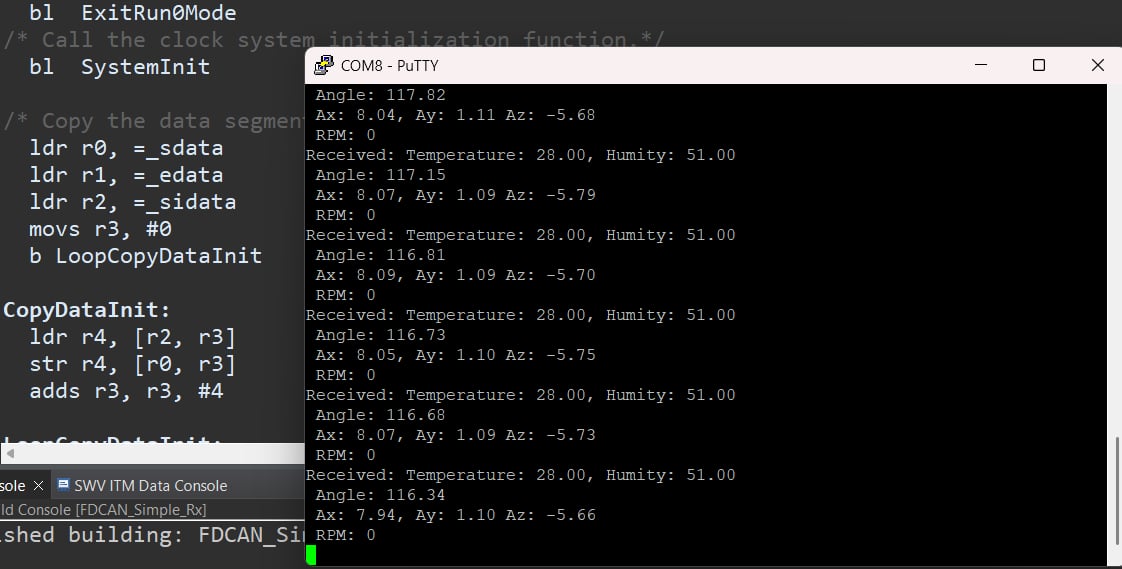 bl ExitRun0Mode
/* Call the clock system initialization function.*/
bl SystemInit
/* Copy the data segment
ldr r0, =_sdata
ldr r1, =_edata
ldr r2, =_sidata
movs r3, #0
b LoopCopyDataInit
CopyDataInit:
ldr r4, [r2, r3]
str r4, [r0, r3]
adds r3, r3, #4
LoopCopyDataInit:
SWV ITM Data Console
[FDCAN_Simple_Rx]
building:
COM8 - PuTTY
Angle: 117.82
Ax: 8.04, Ay: 1.11 Az: -5.68
RPM: 0
Received: Temperature: 28.00, Humity: 51.00
Angle: 117.15
Ax: 8.07, Ay: 1.09 Az: -5.79
RPM: 0
Received: Temperature: 28.00, Humity: 51.00
Angle: 116.81
Ax: 8.09, Ay: 1.09 Az: -5.70
RPM: 0
Received: Temperature: 28.00, Humity: 51.00
Angle: 116.73
Ax: 8.05, Ay: 1.10 Az: -5.75
RPM: 0
Received: Temperature: 28.00, Humity: 51.00
Angle: 116.68
Ax: 8.07, Ay: 1.09 Az: -5.73
RPM: 0
Received: Temperature: 28.00, Humity: 51.00
Angle: 116.34
Ax: 7.94, Ay: 1.10 Az: -5.66
RPM: 0